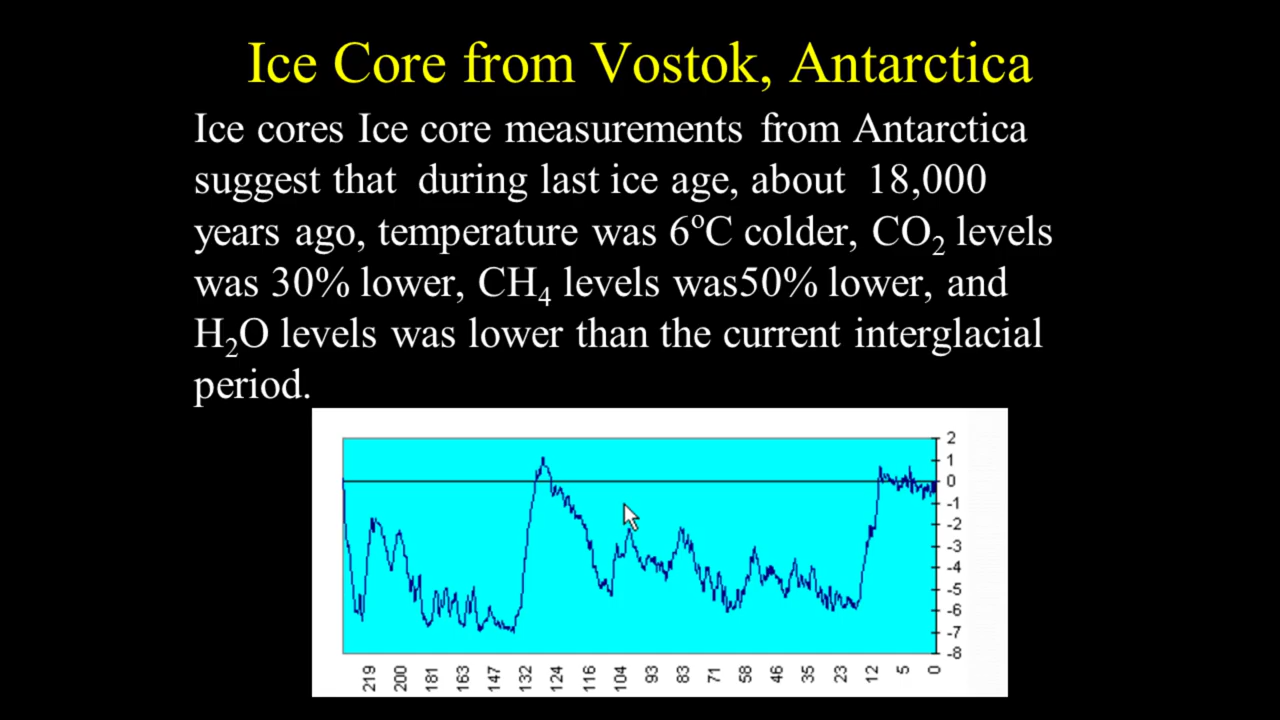 Ice Core from Vostok, Antarctica
Ice cores Ice core measurements from Antarctica
suggest that during last ice age, about 18,000
years ago, temperature was 6ºC colder, CO₂ levels
was 30% lower, CH₄ levels was50% lower, and
H₂O levels was lower than the current interglacial
period.
2
1
0
-1
-2
-3
-4
-5
-6
-7
-8
219 200 181 163 147 132 124 116 104 93 83 71 58 46 35 23 12 5 0